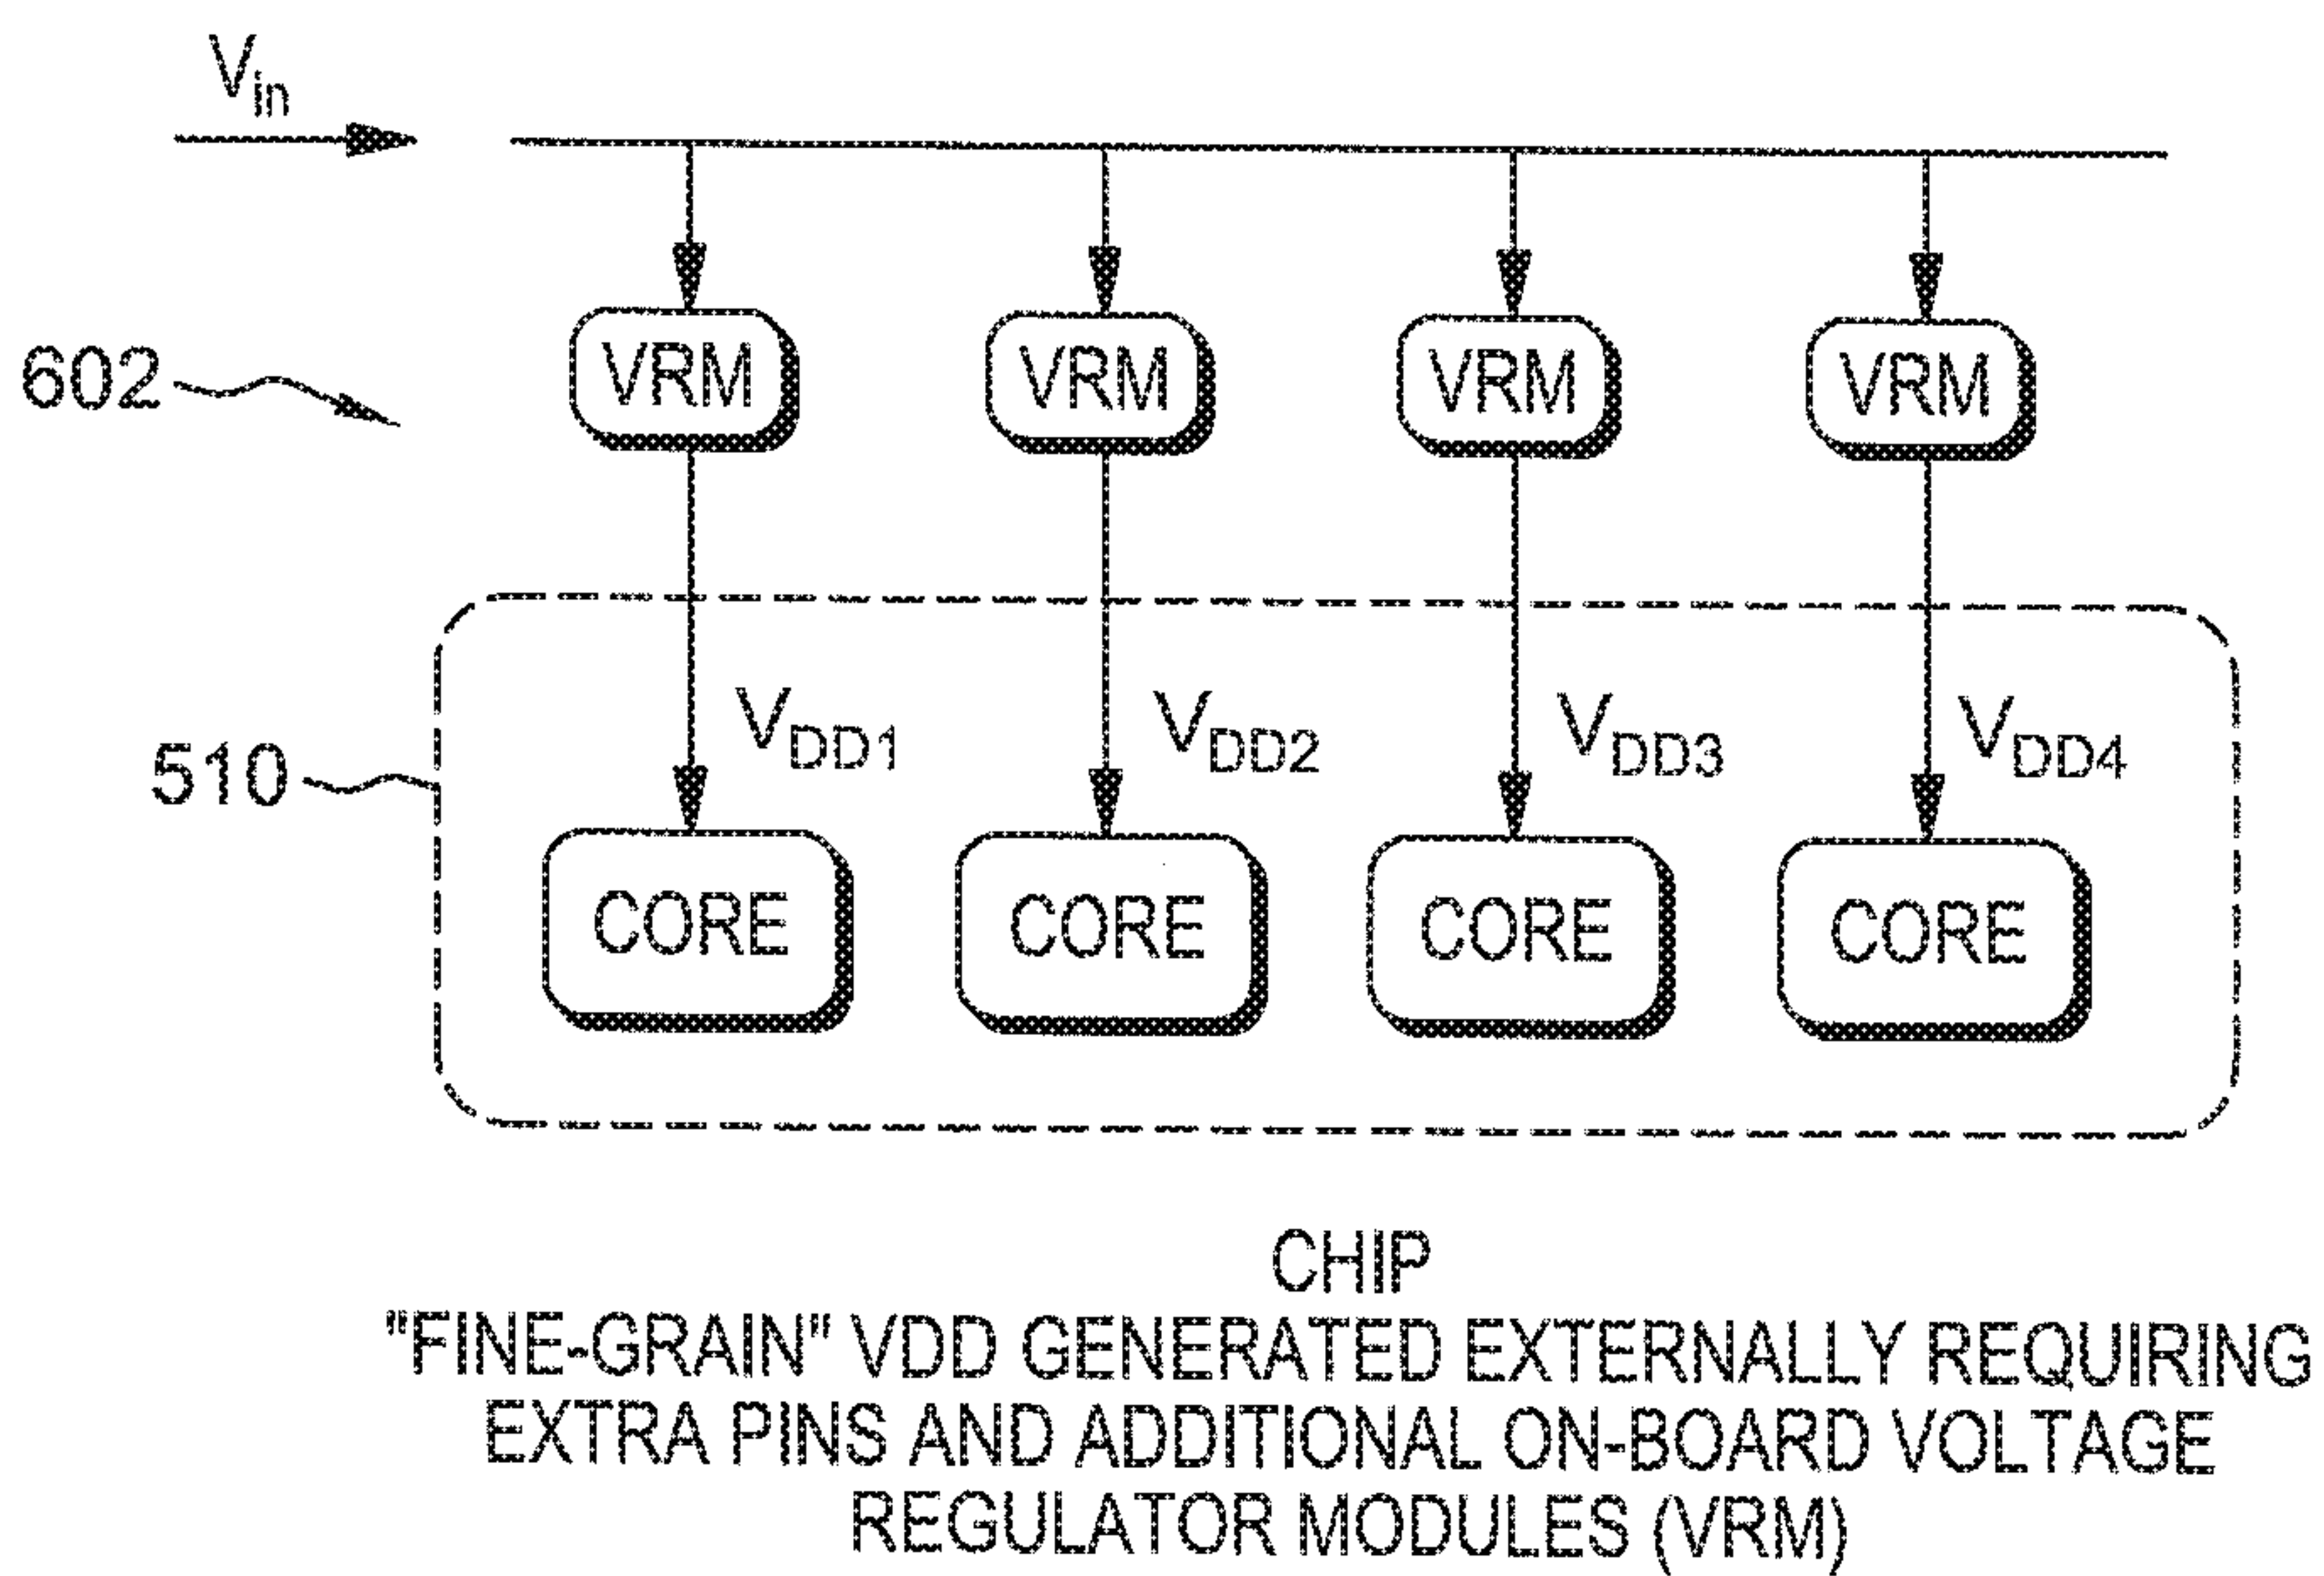 Vin
VRM VRM VRM VRM
602
VDD1 VDD2 VDD3 VDD4
510
CORE CORE CORE CORE
CHIP
"FINE-GRAIN" VDD GENERATED EXTERNALLY REQUIRING
EXTRA PINS AND ADDITIONAL ON-BOARD VOLTAGE
REGULATOR MODULES (VRM)